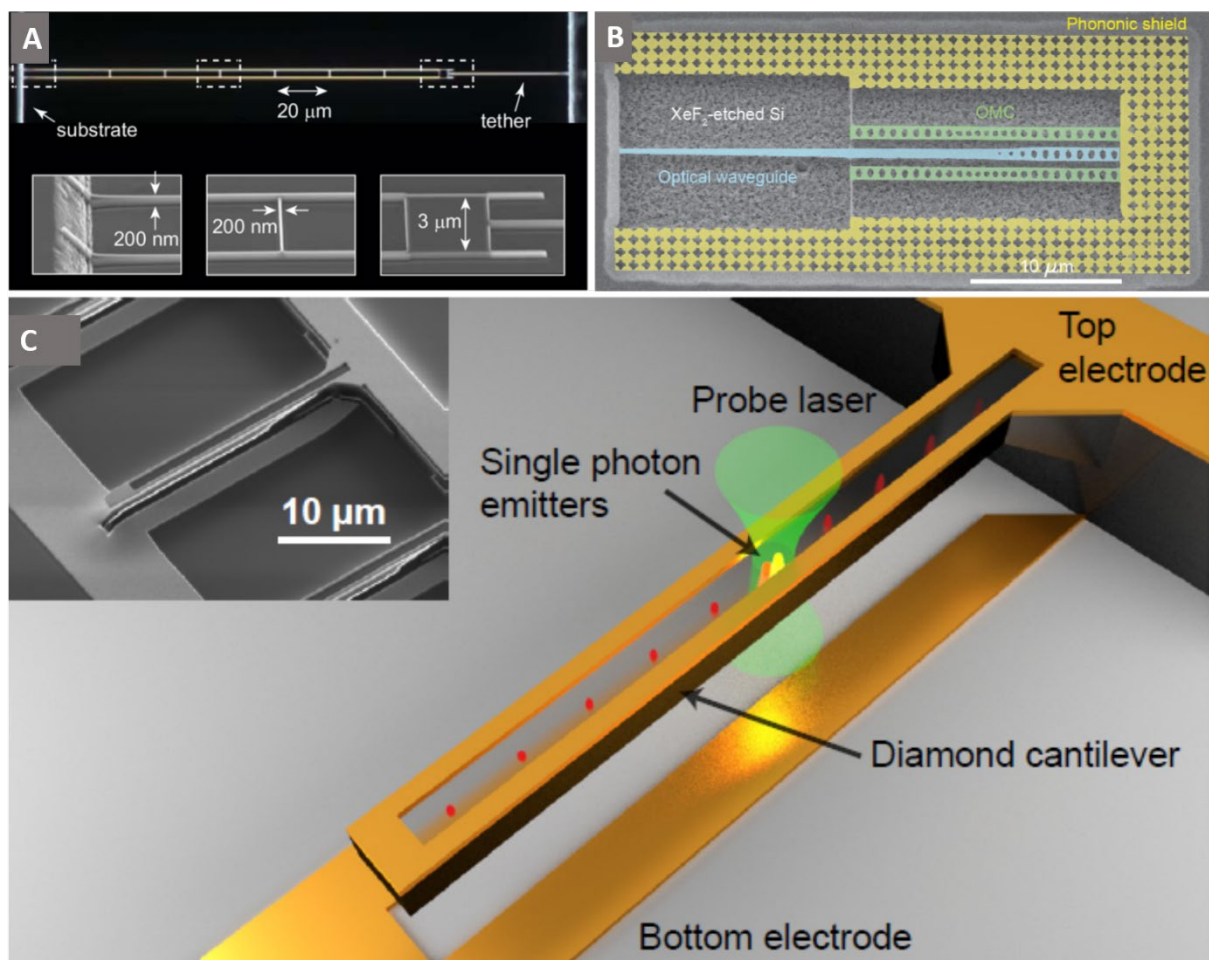 A
20 μm
substrate
tether
200 nm
200 nm
3 μm
B
Phononic shield
XeF₂-etched Si
OMC
Optical waveguide
10 μm
C
10 μm
Top
electrode
Probe laser
Single photon
emitters
Diamond cantilever
Bottom electrode